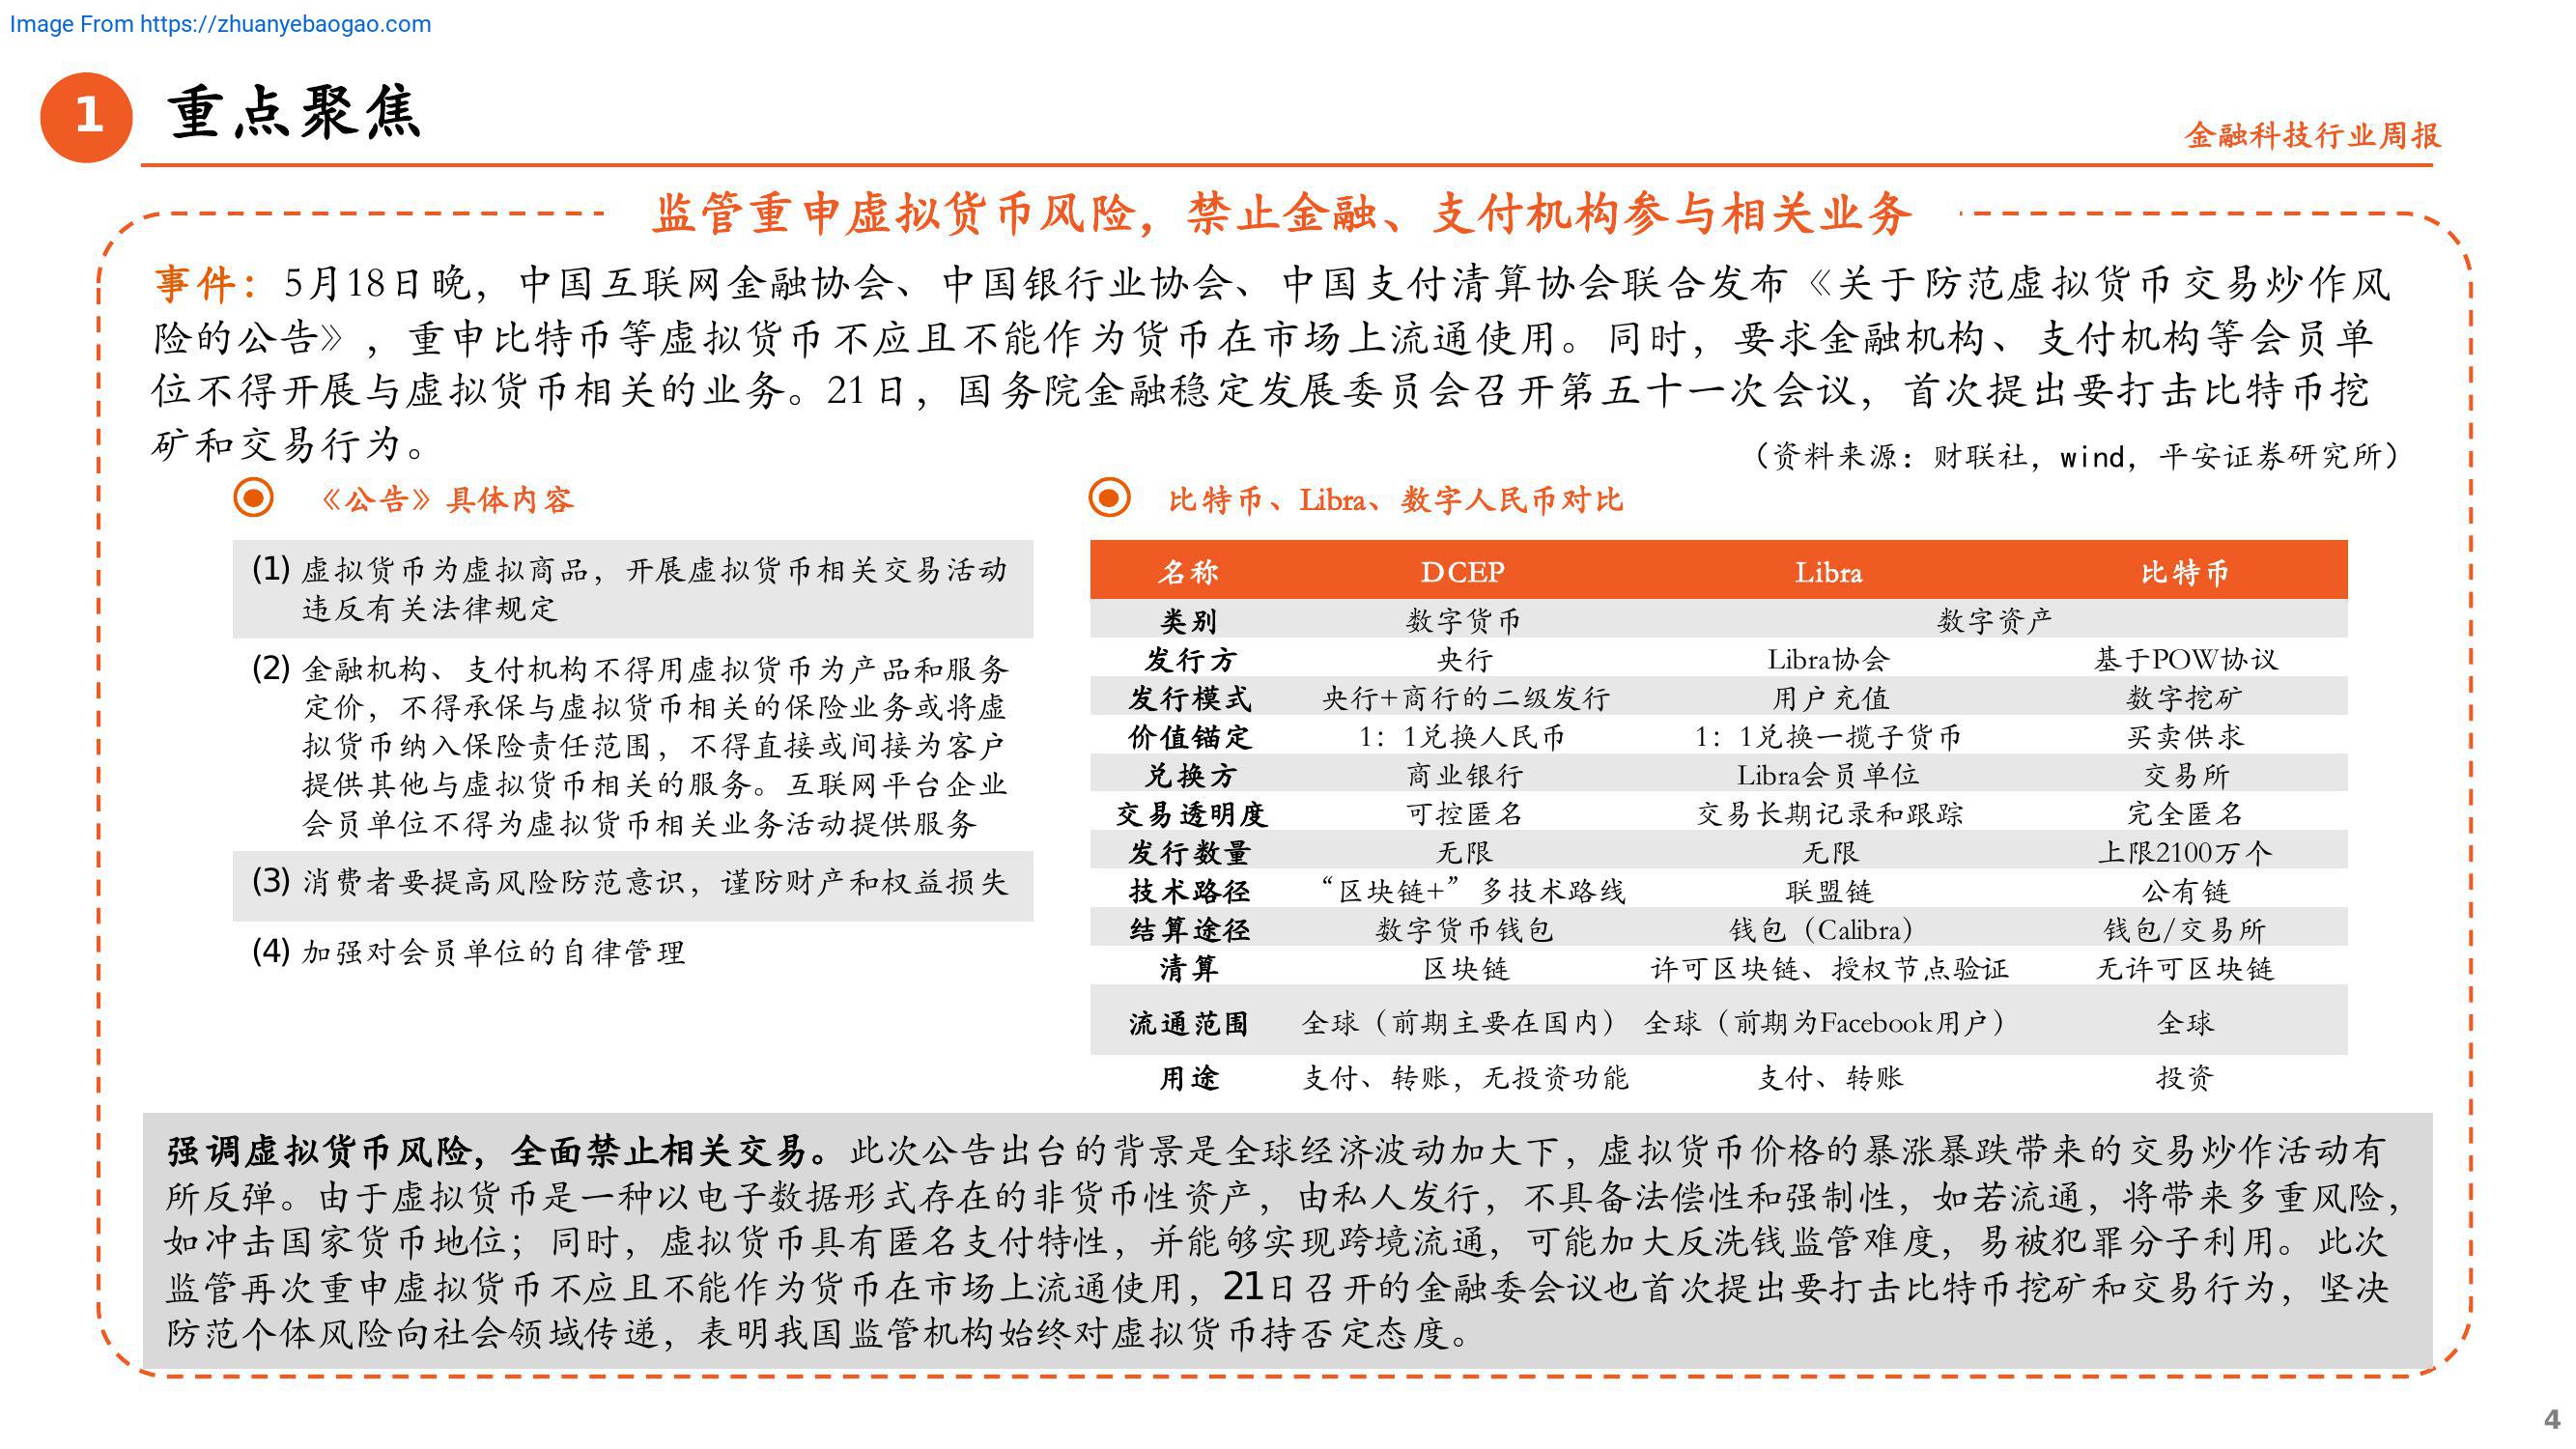 Image From https://zhuanyebaogao.com
1
重点聚焦
金融科技行业周报
监管重申虚拟货币风险，禁止金融、支付机构参与相关业务
事件：5月18日晚，中国互联网金融协会、中国银行业协会、中国支付清算协会联合发布《关于防范虚拟货币交易炒作风
险的公告》，重申比特币等虚拟货币不应且不能作为货币在市场上流通使用。同时，要求金融机构、支付机构等会员单
位不得开展与虚拟货币相关的业务。21日，国务院金融稳定发展委员会召开第五十一次会议，首次提出要打击比特币挖
矿和交易行为。
（资料来源：财联社，wind，平安证券研究所）
《公告》具体内容
(1) 虚拟货币为虚拟商品，开展虚拟货币相关交易活动
违反有关法律规定
(2) 金融机构、支付机构不得用虚拟货币为产品和服务
定价，不得承保与虚拟货币相关的保险业务或将虚
拟货币纳入保险责任范围，不得直接或间接为客户
提供其他与虚拟货币相关的服务。互联网平台企业
会员单位不得为虚拟货币相关业务活动提供服务
(3) 消费者要提高风险防范意识，谨防财产和权益损失
(4) 加强对会员单位的自律管理
比特币、Libra、数字人民币对比
名称 DCEP Libra 比特币
类别 数字货币 数字资产
发行方 央行 Libra协会 基于POW协议
发行模式 央行+商行的二级发行 用户充值 数字挖矿
价值锚定 1：1兑换人民币 1：1兑换一揽子货币 买卖供求
兑换方 商业银行 Libra会员单位 交易所
交易透明度 可控匿名 交易长期记录和跟踪 完全匿名
发行数量 无限 无限 上限2100万个
技术路径 “区块链+”多技术路线 联盟链 公有链
结算途径 数字货币钱包 钱包（Calibra） 钱包/交易所
清算 区块链 许可区块链、授权节点验证 无许可区块链
流通范围 全球（前期主要在国内） 全球（前期为Facebook用户） 全球
用途 支付、转账，无投资功能 支付、转账 投资
强调虚拟货币风险，全面禁止相关交易。此次公告出台的背景是全球经济波动加大下，虚拟货币价格的暴涨暴跌带来的交易炒作活动有
所反弹。由于虚拟货币是一种以电子数据形式存在的非货币性资产，由私人发行，不具备法偿性和强制性，如若流通，将带来多重风险，
如冲击国家货币地位；同时，虚拟货币具有匿名支付特性，并能够实现跨境流通，可能加大反洗钱监管难度，易被犯罪分子利用。此次
监管再次重申虚拟货币不应且不能作为货币在市场上流通使用，21日召开的金融委会议也首次提出要打击比特币挖矿和交易行为，坚决
防范个体风险向社会领域传递，表明我国监管机构始终对虚拟货币持否定态度。
4